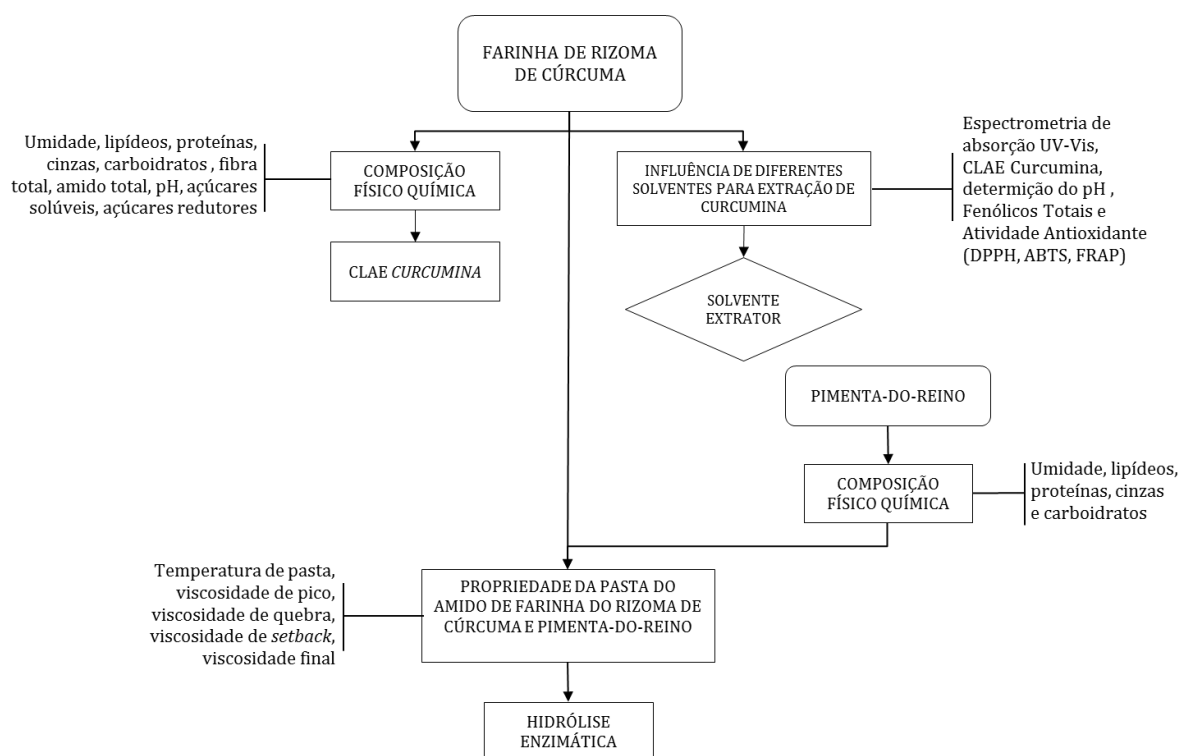 FARINHA DE RIZOMA
DE CÚRCUMA
Umidade, lipídeos, proteínas,
cinzas, carboidratos , fibra
total, amido total, pH, açúcares
solúveis, açúcares redutores
COMPOSIÇÃO
FÍSICO QUÍMICA
CLAE CURCUMINA
INFLUÊNCIA DE DIFERENTES
SOLVENTES PARA EXTRAÇÃO DE
CURCUMINA
Espectrometria de
absorção UV-Vis,
CLAE Curcumina,
determição do pH ,
Fenólicos Totais e
Atividade Antioxidante
(DPPH, ABTS, FRAP)
SOLVENTE
EXTRATOR
PIMENTA-DO-REINO
COMPOSIÇÃO
FÍSICO QUÍMICA
Umidade, lipídeos,
proteínas, cinzas
e carboidratos
Temperatura de pasta,
viscosidade de pico,
viscosidade de quebra,
viscosidade de setback,
viscosidade final
PROPRIEDADE DA PASTA DO
AMIDO DE FARINHA DO RIZOMA DE
CÚRCUMA E PIMENTA-DO-REINO
HIDRÓLISE
ENZIMÁTICA